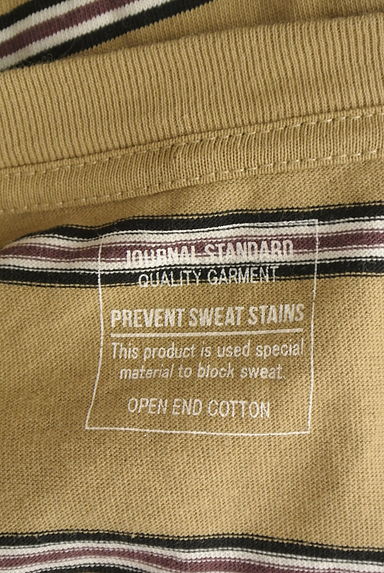 JOURNAL STANDARD
QUALITY GARMENT
PREVENT SWEAT STAINS
This product is used special
material to block sweat.
OPEN END COTTON